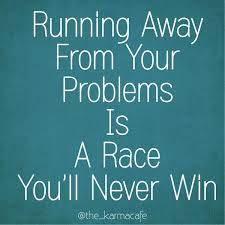 Running Away
From Your
Problems
Is
A Race
You'll Never Win
@the_karmacafe